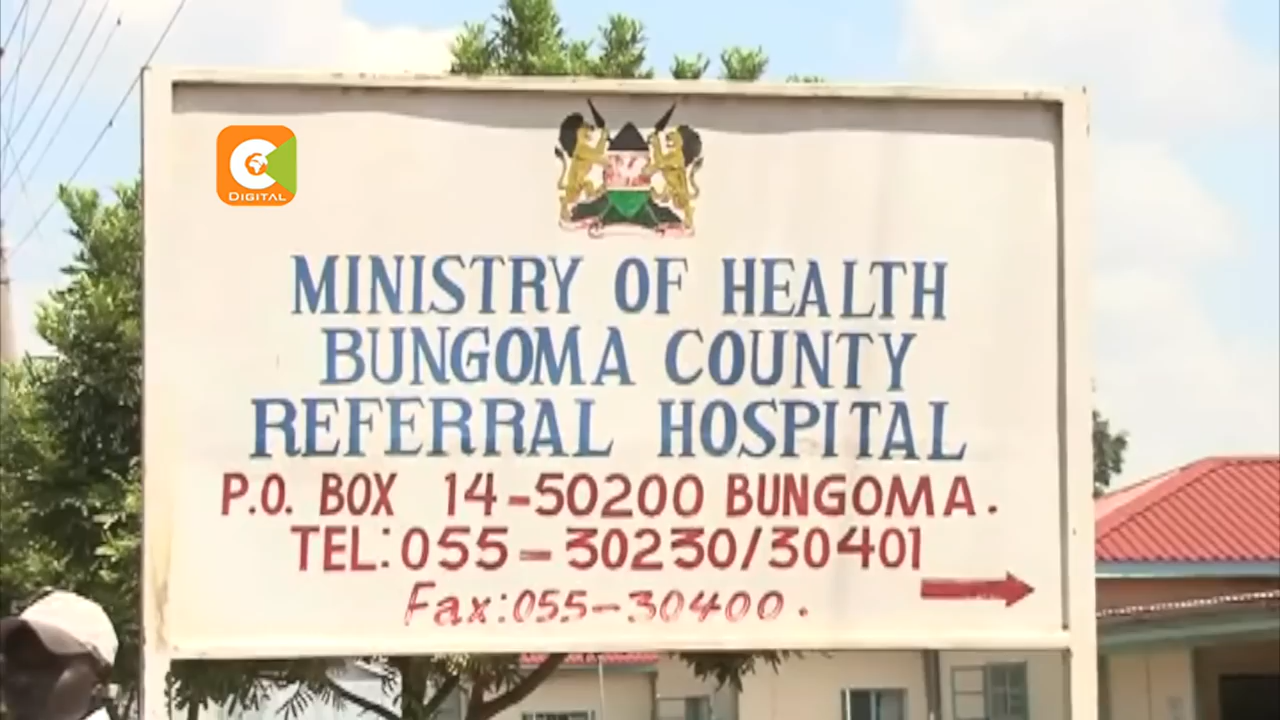 DIGITAL
MINISTRY OF HEALTH
BUNGOMA COUNTY
REFERRAL HOSPITAL
P.O. BOX 14-50200 BUNGOMA.
TEL: 055-30230/30401
Fax: 055-30400.